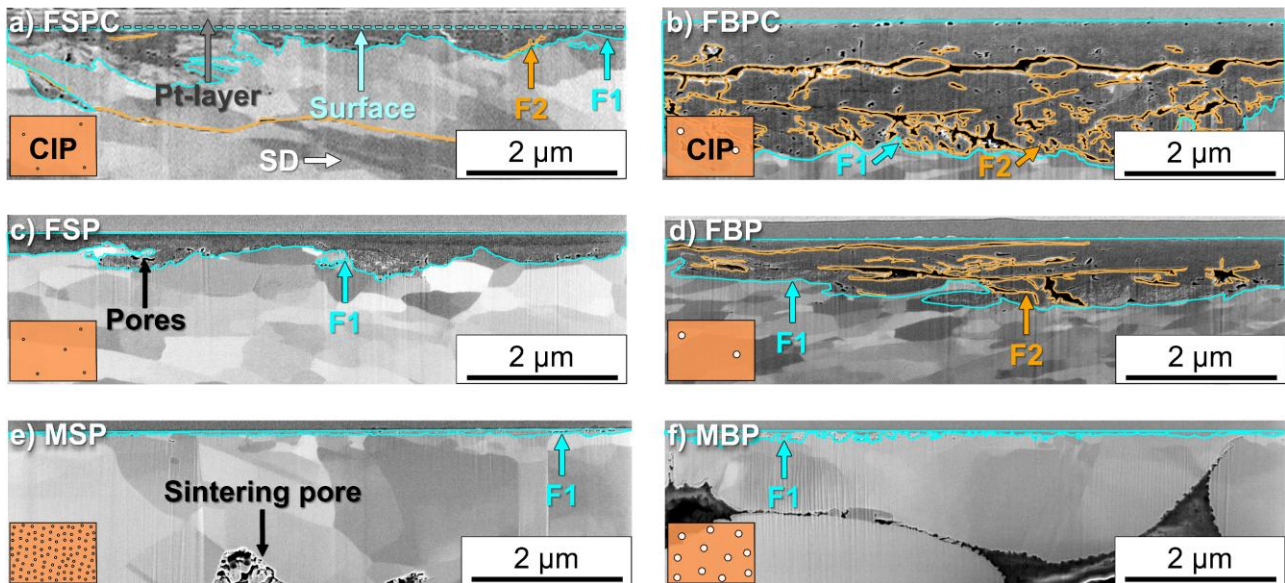 a) FSPC
Pt-layer
Surface
F2
F1
CIP
SD
2 µm
b) FBPC
CIP
F1
F2
2 µm
c) FSP
Pores
F1
2 µm
d) FBP
F1
F2
2 µm
e) MSP
Sintering pore
F1
2 µm
f) MBP
F1
2 µm